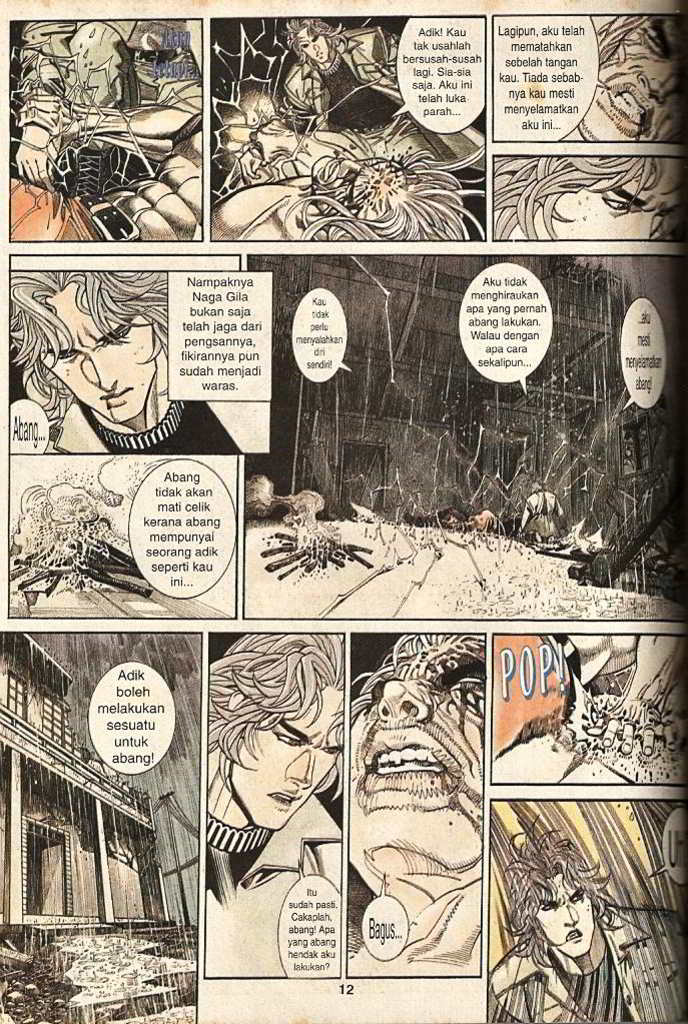 Adik! Kau
tak usahlah
bersusah-susah
lagi. Sia-sia
saja. Aku ini
telah luka
parah...
Lagipun, aku telah
mematahkan
sebelah tangan
kau. Tiada sebab-
nya kau mesti
menyelamatkan
aku ini...
Nampaknya
Naga Gila
bukan saja
telah jaga dari
pengsannya,
fikirannya pun
sudah menjadi
waras.
Abang...
Kau
tidak
perlu
menyalahkan
diri
sendiri!
Aku tidak
menghiraukan
apa yang pernah
abang lakukan.
Walau dengan
apa cara
sekalipun...
...aku
mesti
menyelamatkan
abang!
Abang
tidak akan
mati celik
kerana abang
mempunyai
seorang adik
seperti kau
ini...
Adik
boleh
melakukan
sesuatu
untuk
abang!
Itu
sudah pasti.
Cakaplah,
abang! Apa
yang abang
hendak aku
lakukan?
Bagus...
POP!
12